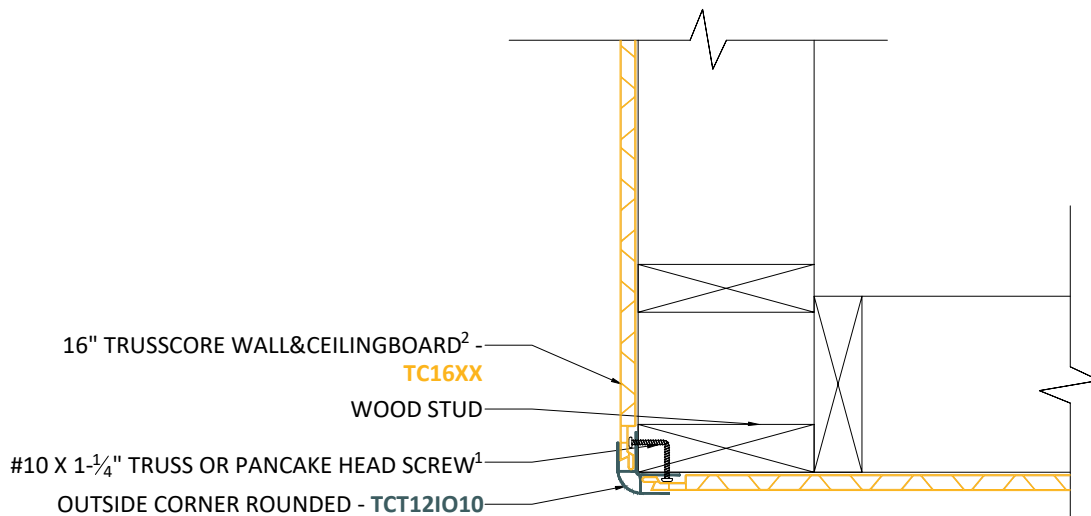 16" TRUSSCORE WALL&CEILINGBOARD² -
TC16XX
WOOD STUD
#10 X 1-¼" TRUSS OR PANCAKE HEAD SCREW¹
OUTSIDE CORNER ROUNDED - TCT12IO10